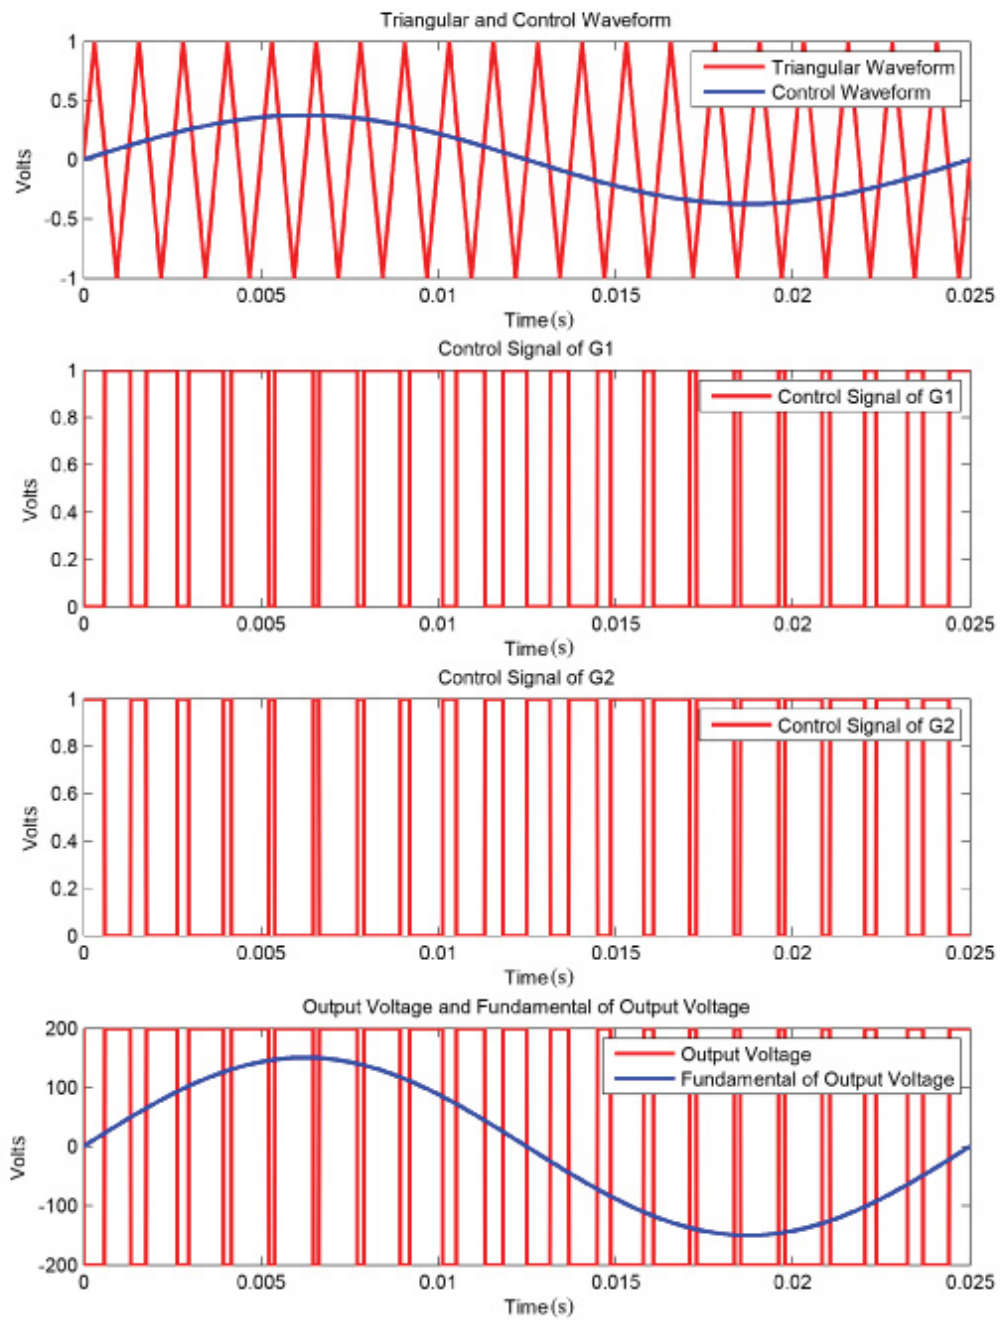 Triangular and Control Waveform
1
0.5
0
-0.5
-1
Volts
Triangular Waveform
Control Waveform
0 0.005 0.01 0.015 0.02 0.025
Time(s)
Control Signal of G1
1
0.8
0.6
0.4
0.2
0
Volts
Control Signal of G1
0 0.005 0.01 0.015 0.02 0.025
Time(s)
Control Signal of G2
1
0.8
0.6
0.4
0.2
0
Volts
Control Signal of G2
0 0.005 0.01 0.015 0.02 0.025
Time(s)
Output Voltage and Fundamental of Output Voltage
200
100
0
-100
-200
Volts
Output Voltage
Fundamental of Output Voltage
0 0.005 0.01 0.015 0.02 0.025
Time(s)